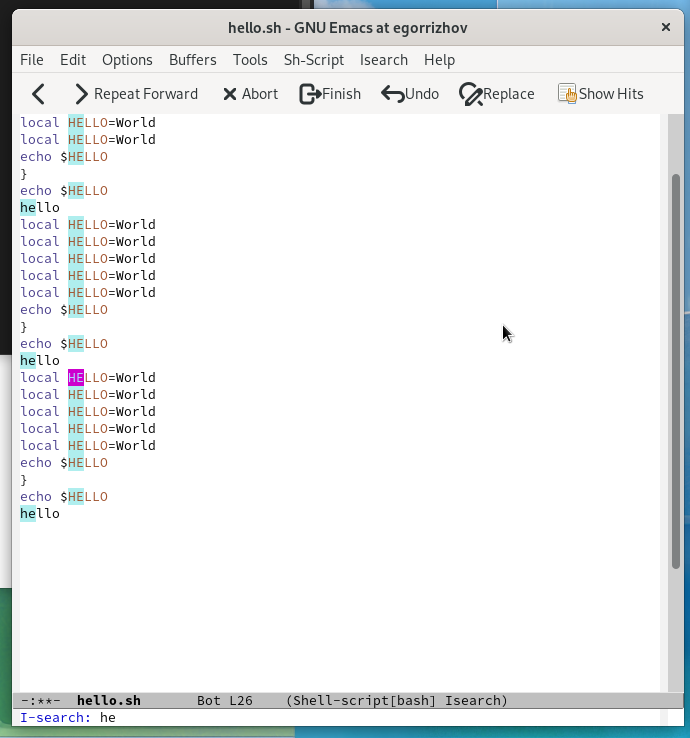 hello.sh - GNU Emacs at egorrizhov ×
File Edit Options Buffers Tools Sh-Script Isearch Help
Repeat Forward Abort Finish Undo Replace Show Hits
local HELLO=World
local HELLO=World
echo $HELLO
}
echo $HELLO
hello
local HELLO=World
local HELLO=World
local HELLO=World
local HELLO=World
local HELLO=World
echo $HELLO
}
echo $HELLO
hello
local HELLO=World
local HELLO=World
local HELLO=World
local HELLO=World
local HELLO=World
echo $HELLO
}
echo $HELLO
hello
-:**- hello.sh Bot L26 (Shell-script[bash] Isearch)
I-search: he